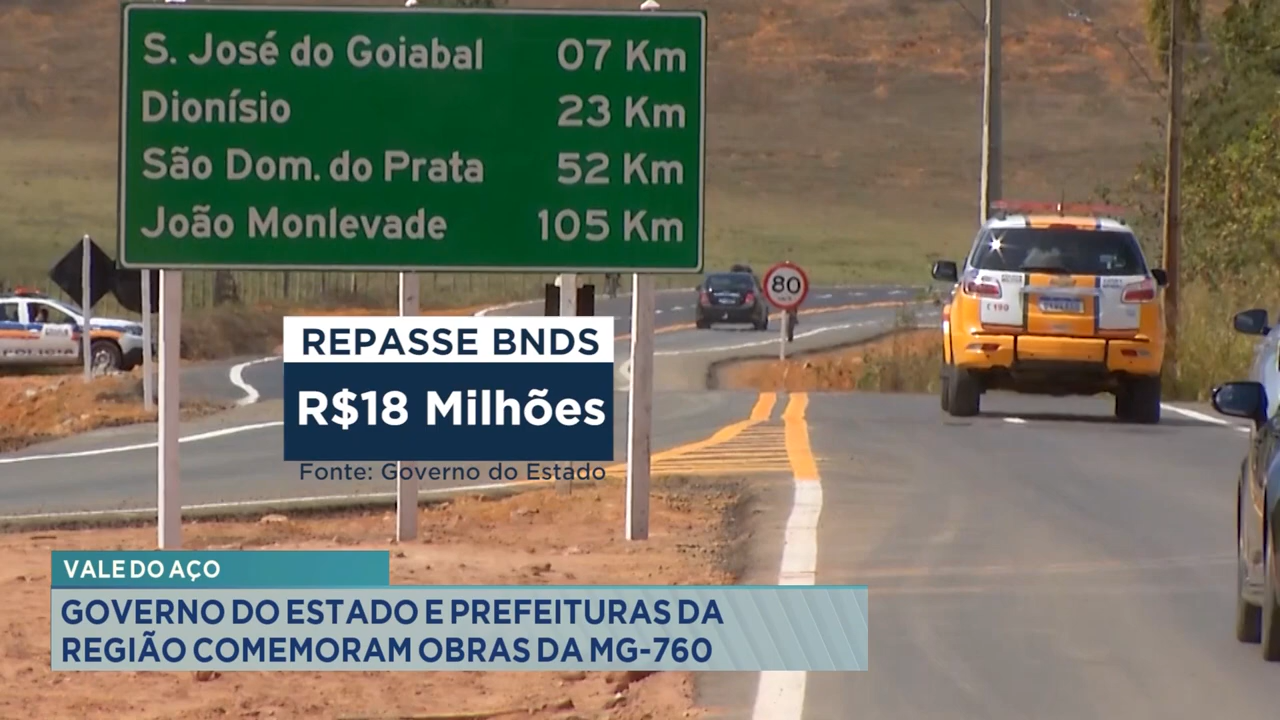 S. José do Goiabal 07 Km
Dionísio 23 Km
São Dom. do Prata 52 Km
João Monlevade 105 Km
80
190
POLICIA
REPASSE BNDS
R$18 Milhões
Fonte: Governo do Estado
VALE DO AÇO
GOVERNO DO ESTADO E PREFEITURAS DA
REGIÃO COMEMORAM OBRAS DA MG-760